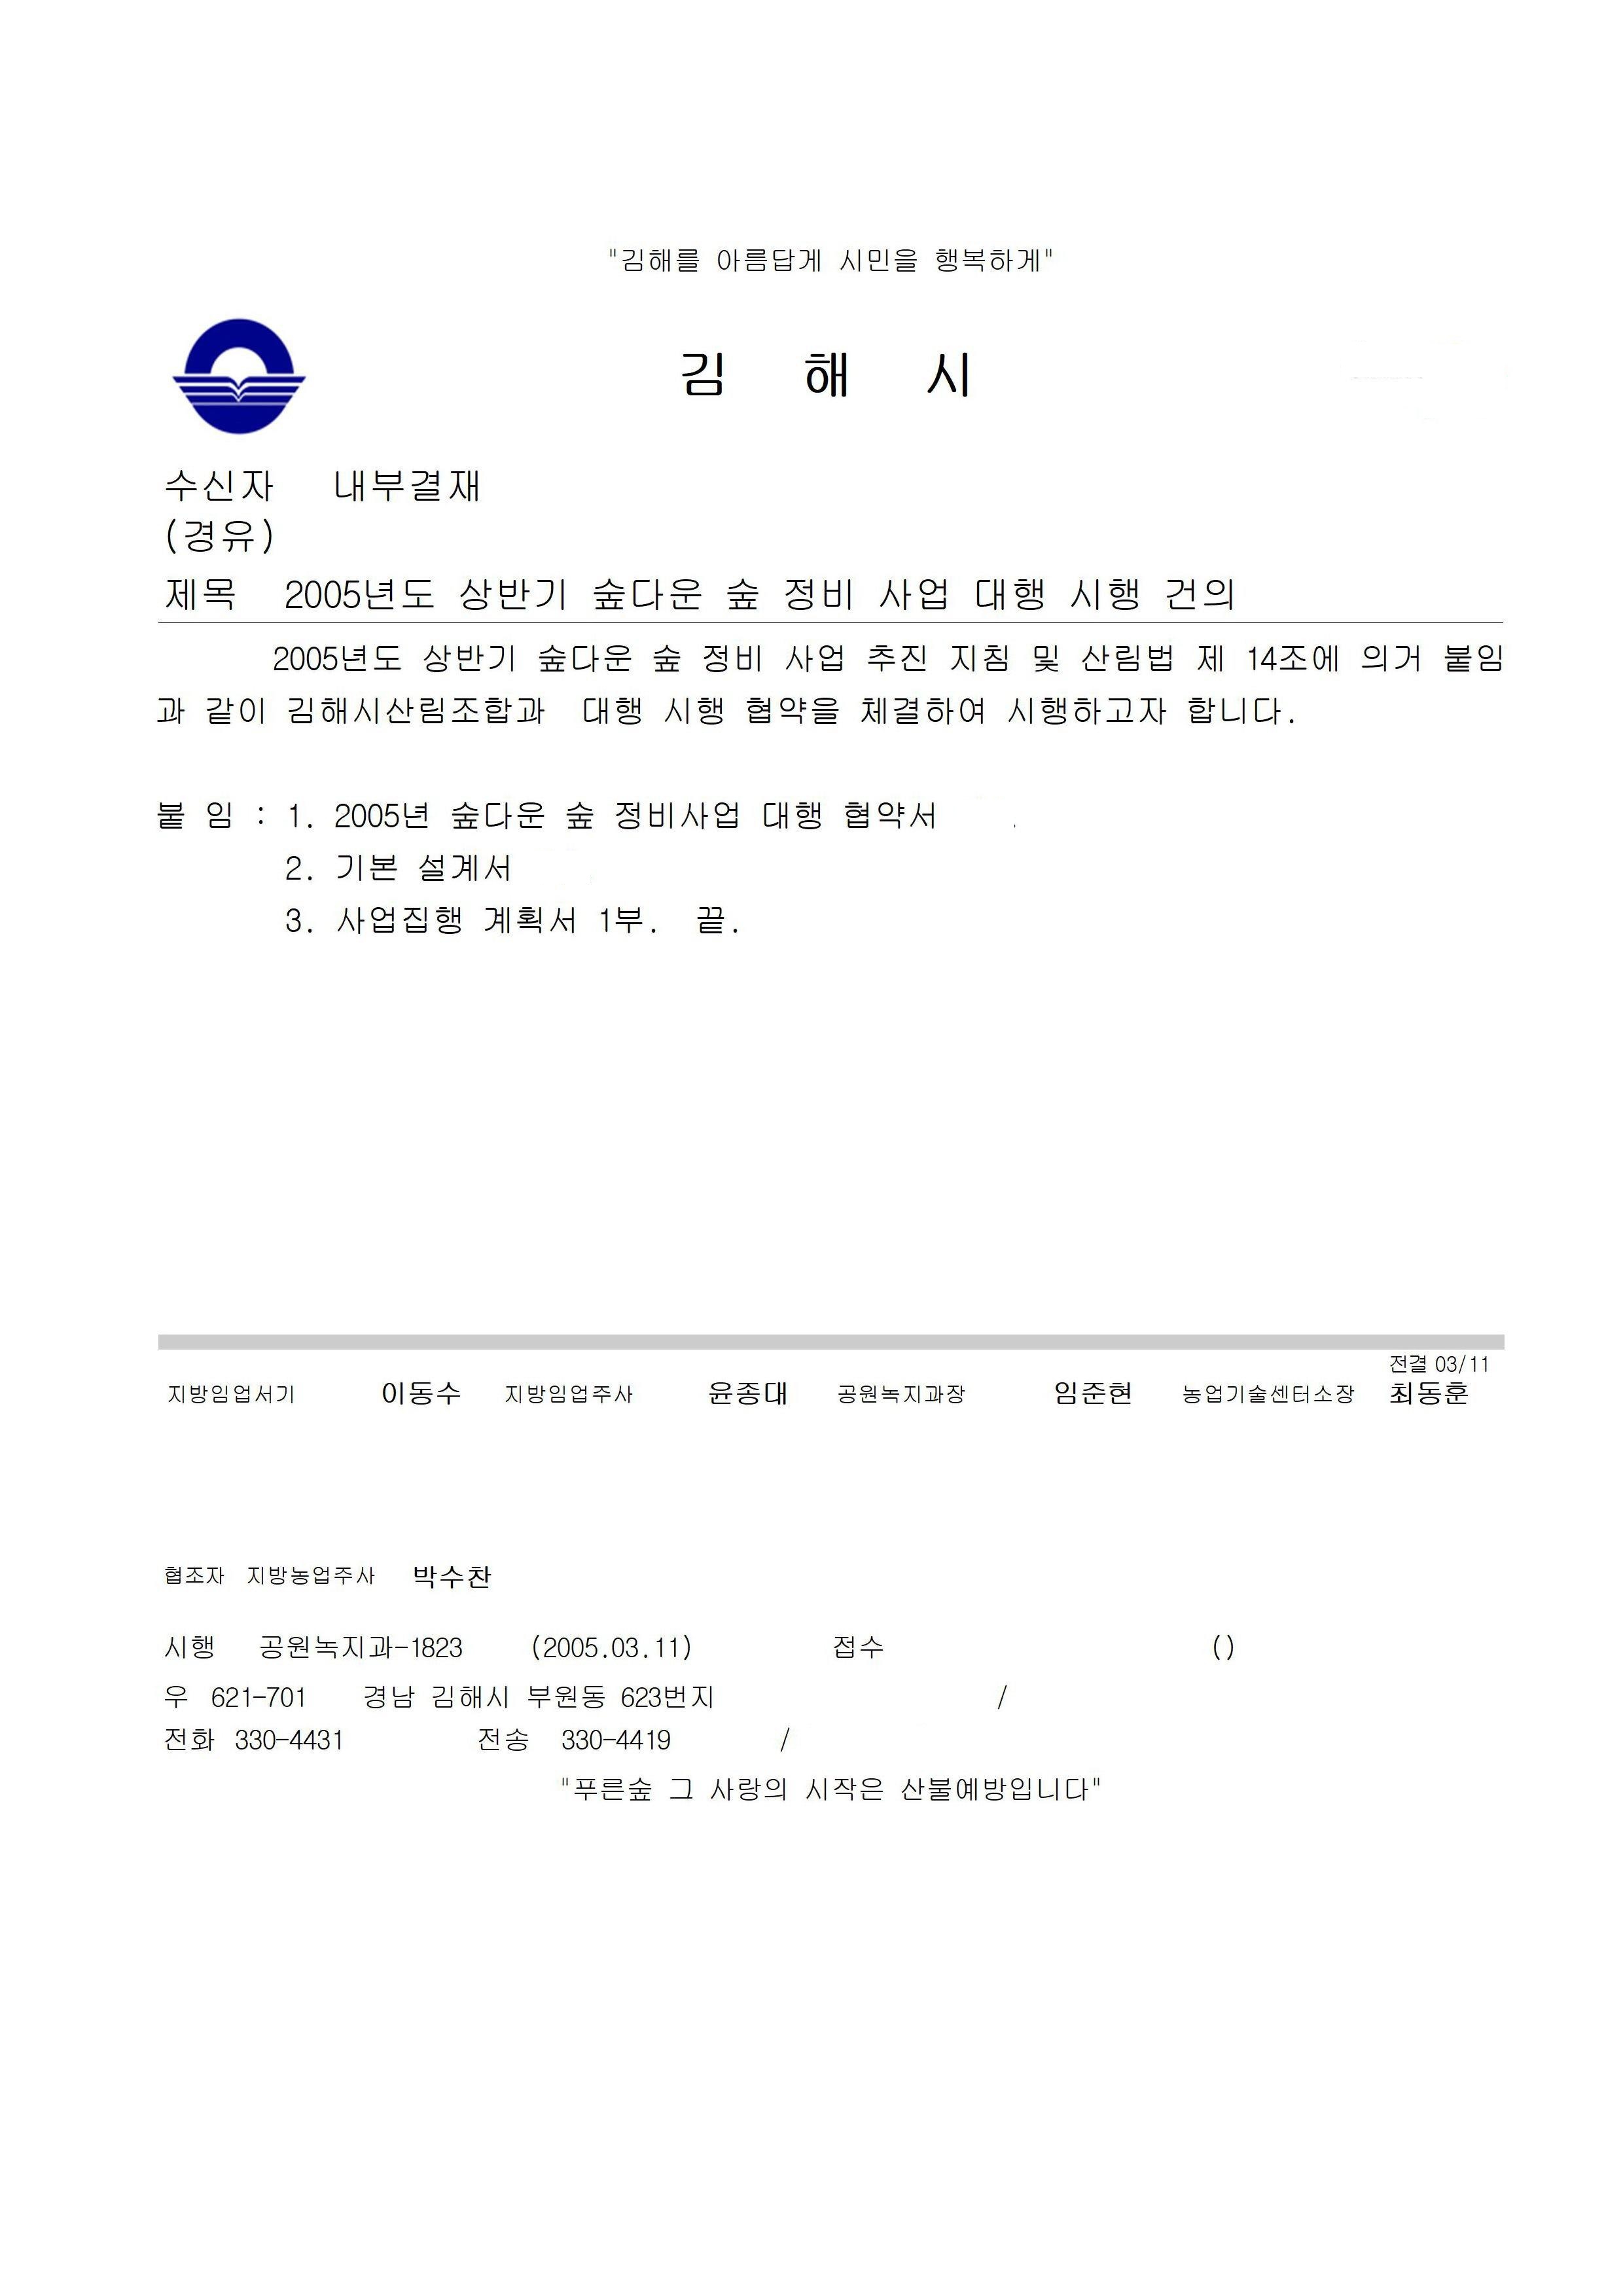 "김해를 아름답게 시민을 행복하게"
김 해 시
수신자 내부결재
(경유)
제목 2005년도 상반기 숲다운 숲 정비 사업 대행 시행 건의
2005년도 상반기 숲다운 숲 정비 사업 추진 지침 및 산림법 제 14조에 의거 붙임
과 같이 김해시산림조합과 대행 시행 협약을 체결하여 시행하고자 합니다.
붙 임 : 1. 2005년 숲다운 숲 정비사업 대행 협약서
2. 기본 설계서
3. 사업집행 계획서 1부. 끝.
전결 03/11
지방임업서기 이동수 지방임업주사 윤종대 공원녹지과장 임준현 농업기술센터소장 최동훈
협조자 지방농업주사 박수찬
시행 공원녹지과-1823 (2005.03.11) 접수 ()
우 621-701 경남 김해시 부원동 623번지 /
전화 330-4431 전송 330-4419 /
"푸른숲 그 사랑의 시작은 산불예방입니다"